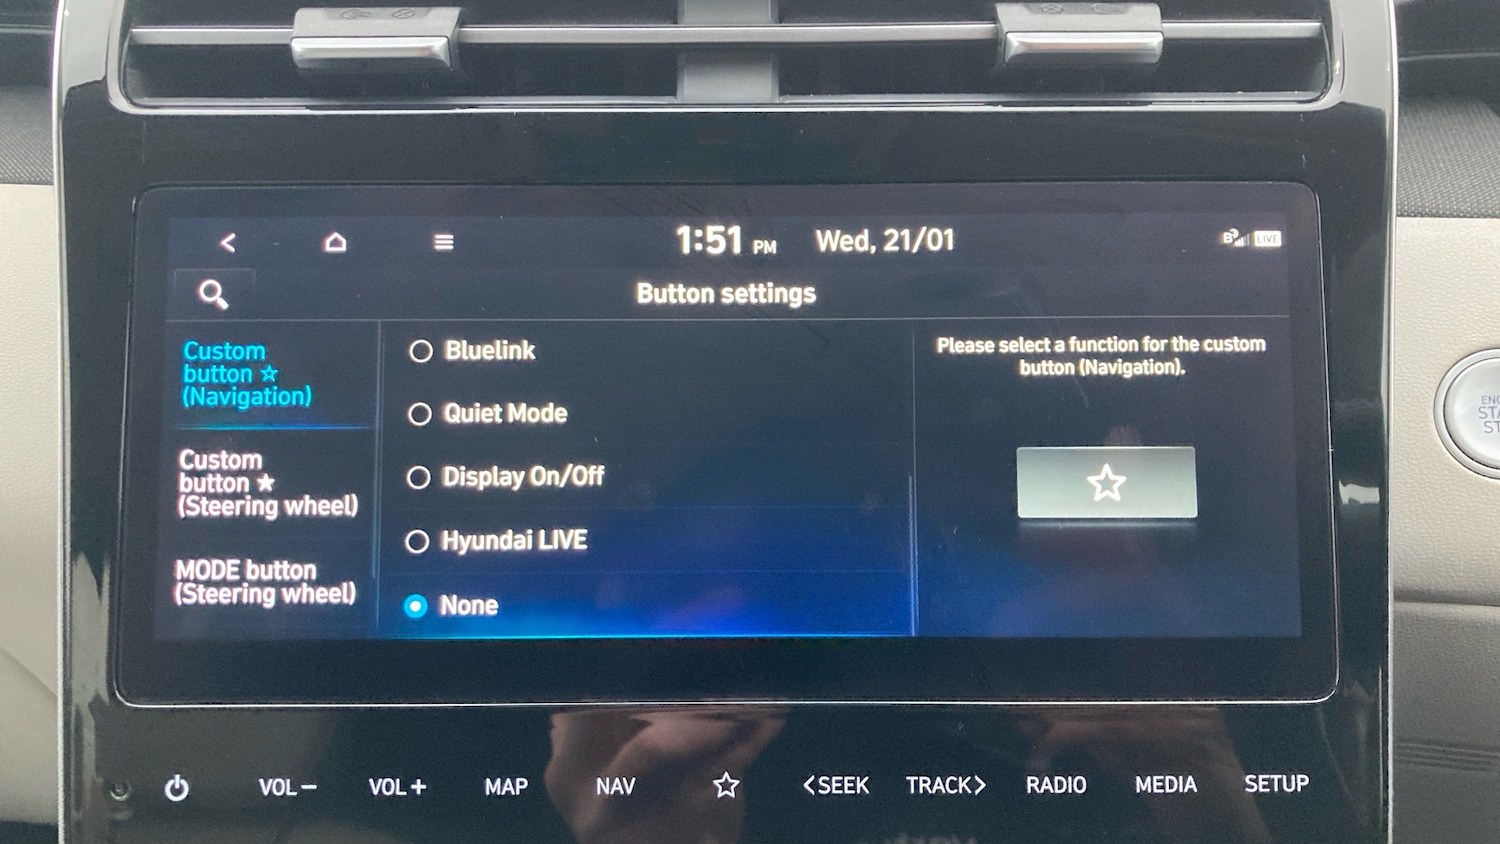 1:51 PM Wed, 21/01
LIVE
Button settings
Custom
button ☆
(Navigation)
Custom
button ★
(Steering wheel)
MODE button
(Steering wheel)
Bluelink
Quiet Mode
Display On/Off
Hyundai LIVE
None
Please select a function for the custom
button (Navigation).
VOL− VOL+ MAP NAV ☆ <SEEK TRACK> RADIO MEDIA SETUP